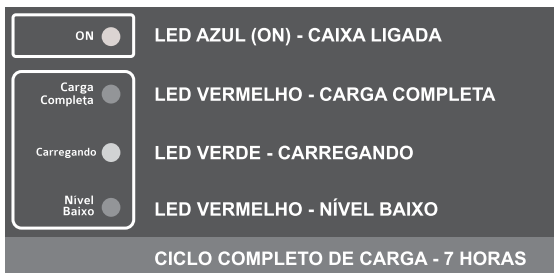 ON LED AZUL (ON) - CAIXA LIGADA
Carga
Completa LED VERMELHO - CARGA COMPLETA
Carregando LED VERDE - CARREGANDO
Nivel
Baixo LED VERMELHO - NÍVEL BAIXO
CICLO COMPLETO DE CARGA - 7 HORAS